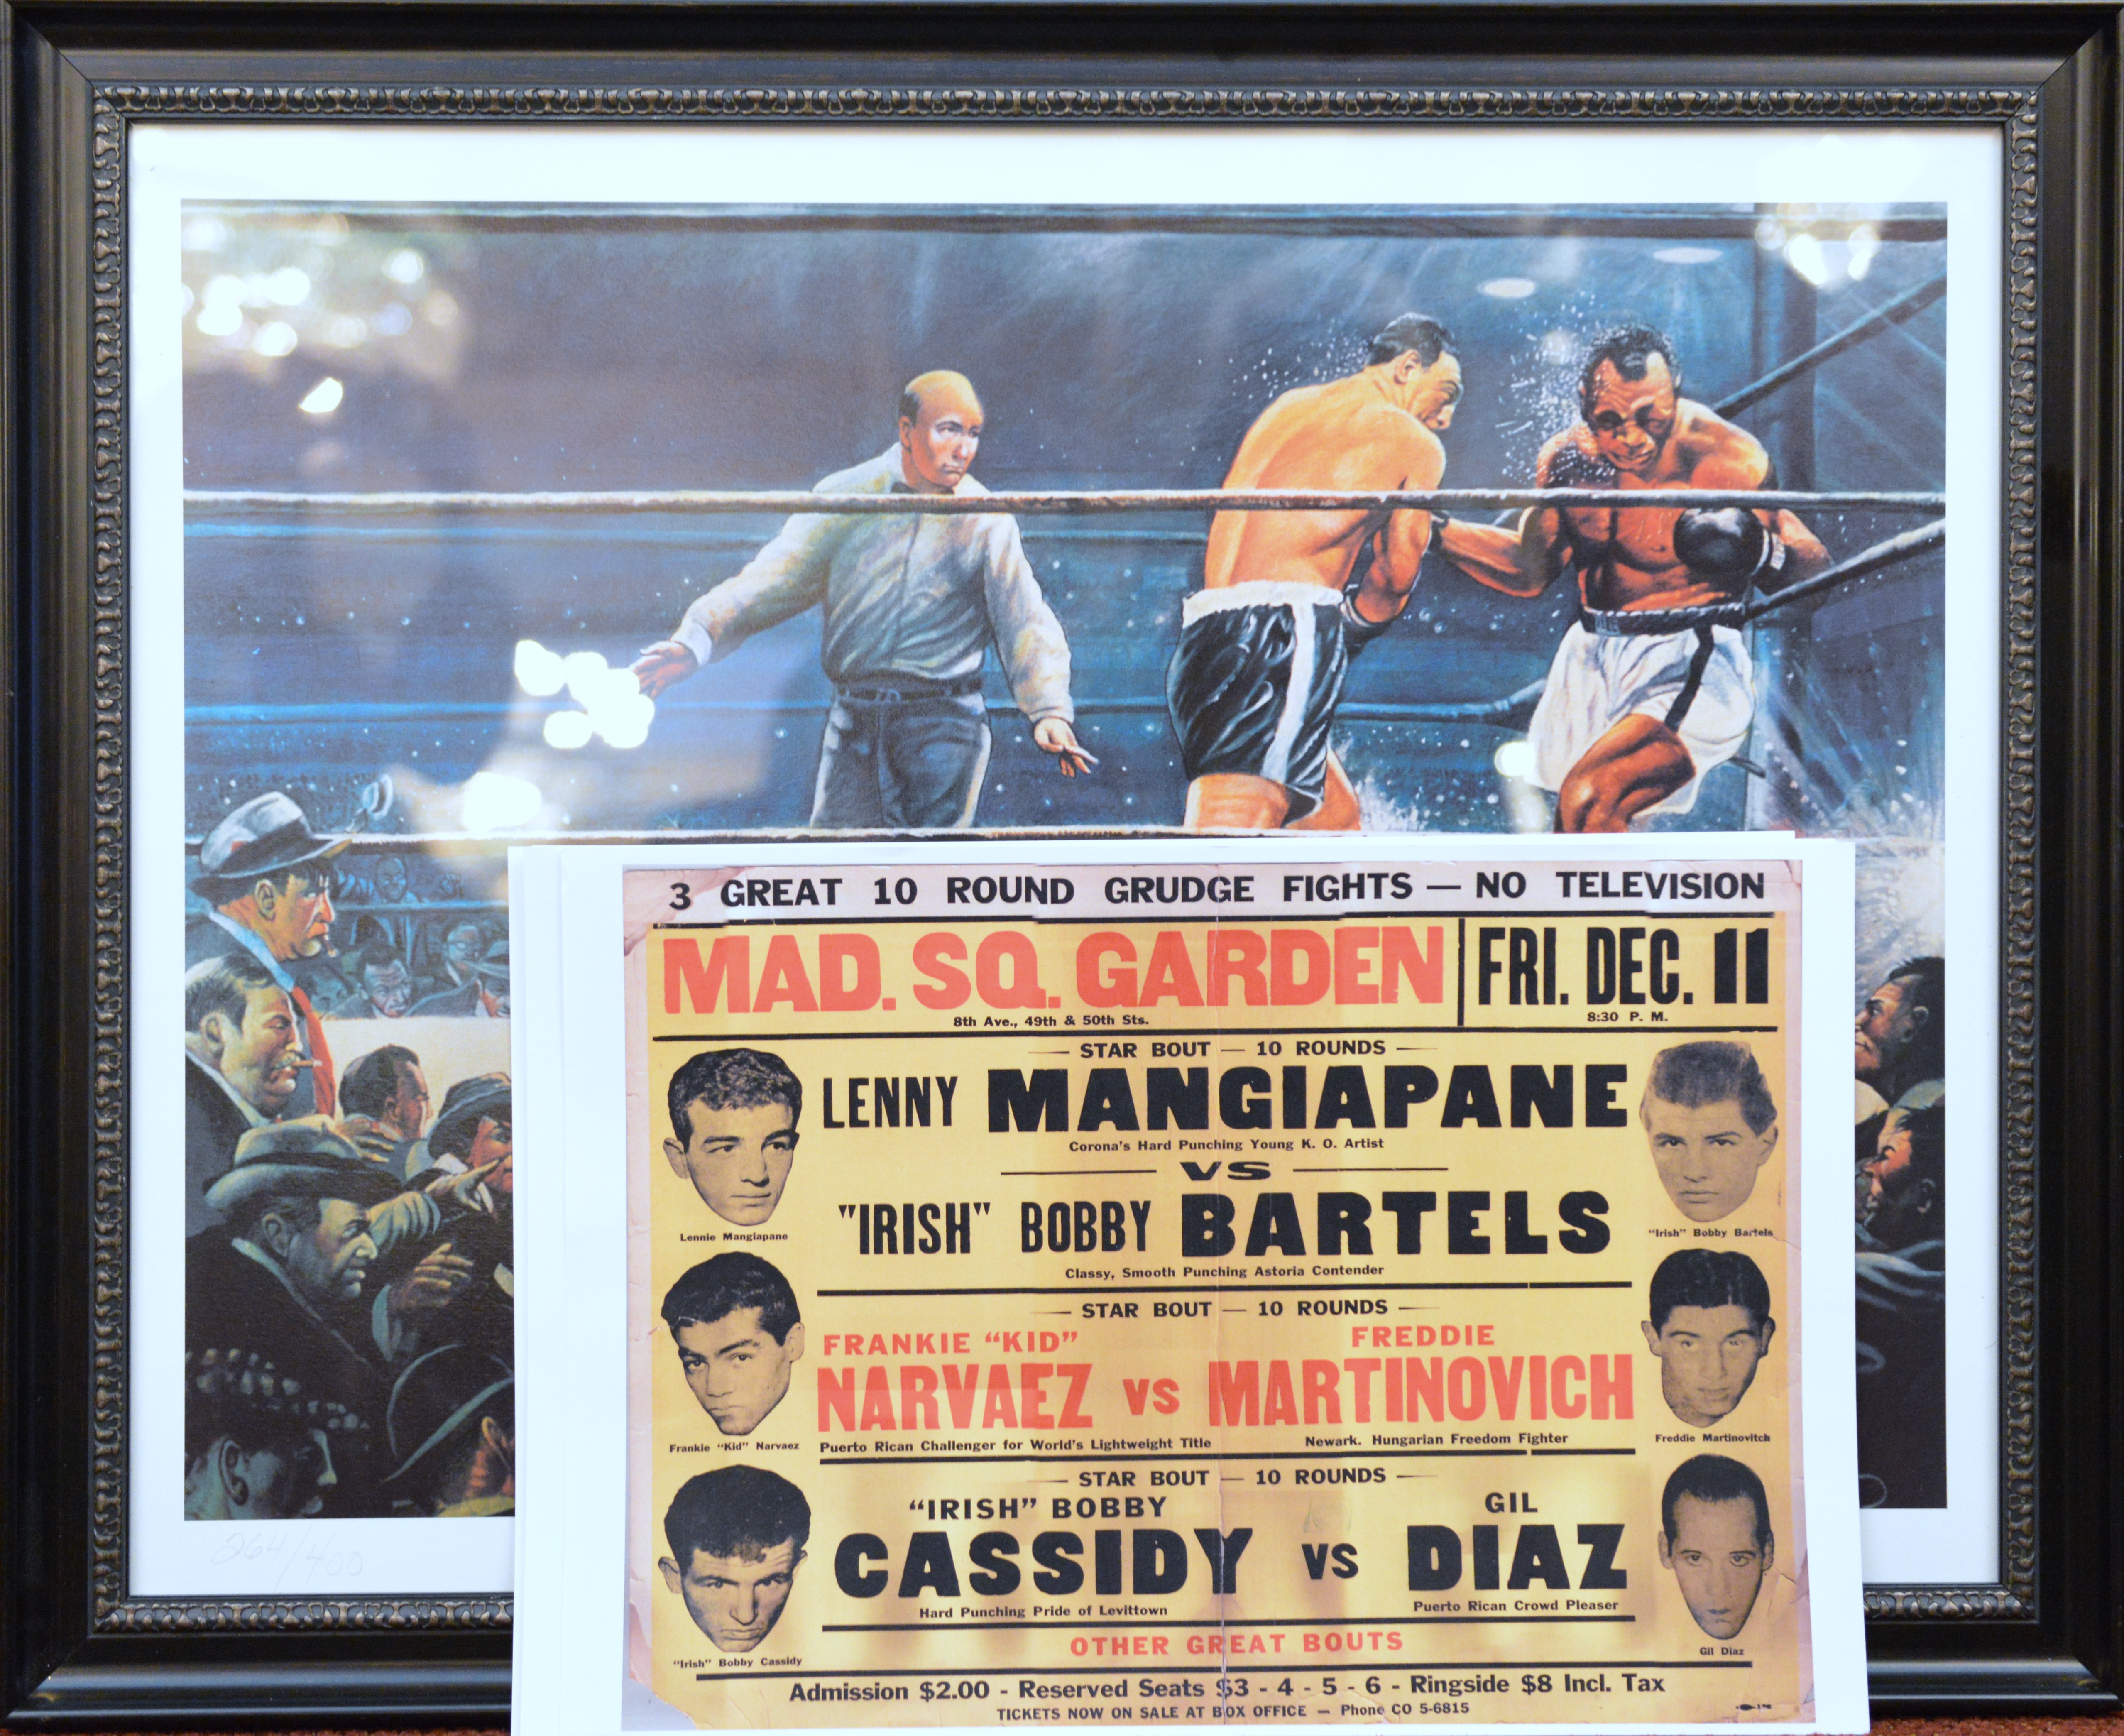 3 GREAT 10 ROUND GRUDGE FIGHTS — NO TELEVISION
MAD. SQ. GARDEN
8th Ave., 49th & 50th Sts.
FRI. DEC. 11
8:30 P. M.
STAR BOUT — 10 ROUNDS
LENNY MANGIAPANE
Corona's Hard Punching Young K. O. Artist
VS
"IRISH" BOBBY BARTELS
Classy, Smooth Punching Astoria Contender
Lennie Mangiapane
"Irish" Bobby Bartels
STAR BOUT — 10 ROUNDS
FRANKIE "KID"
NARVAEZ VS
FREDDIE
MARTINOVICH
Puerto Rican Challenger for World's Lightweight Title
Newark. Hungarian Freedom Fighter
Frankie "Kid" Narvaez
Freddie Martinovitch
STAR BOUT — 10 ROUNDS
"IRISH" BOBBY
CASSIDY VS
GIL
DIAZ
Hard Punching Pride of Levittown
Puerto Rican Crowd Pleaser
"Irish" Bobby Cassidy
Gil Diaz
OTHER GREAT BOUTS
Admission $2.00 - Reserved Seats $3 - 4 - 5 - 6 - Ringside $8 Incl. Tax
TICKETS NOW ON SALE AT BOX OFFICE — Phone CO 5-6815
264/400